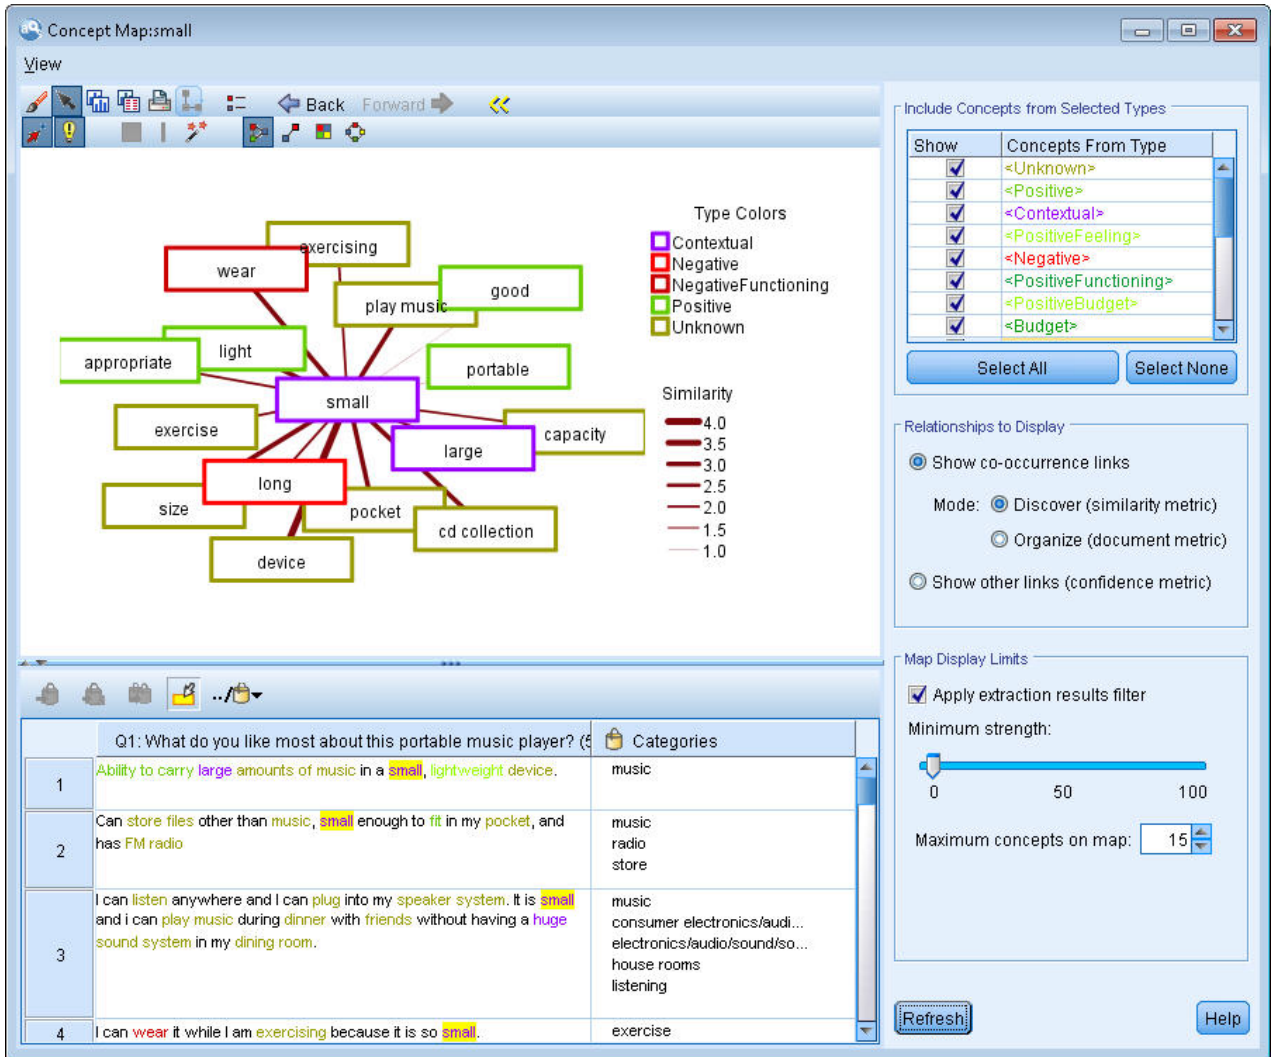 Concept Map:small
View
Back Forward
exercising
wear
good
play music
light
appropriate
portable
small
exercise
capacity
large
long
size
pocket
cd collection
device
Type Colors
Contextual
Negative
NegativeFunctioning
Positive
Unknown
Similarity
4.0
3.5
3.0
2.5
2.0
1.5
1.0
Include Concepts from Selected Types
Show Concepts From Type
<Unknown>
<Positive>
<Contextual>
<PositiveFeeling>
<Negative>
<PositiveFunctioning>
<PositiveBudget>
<Budget>
Select All Select None
Relationships to Display
Show co-occurrence links
Mode: Discover (similarity metric)
Organize (document metric)
Show other links (confidence metric)
Map Display Limits
Apply extraction results filter
Minimum strength:
0 50 100
Maximum concepts on map: 15
Refresh Help
../
Q1: What do you like most about this portable music player? (5 Categories
1 Ability to carry large amounts of music in a small, lightweight device. music
2 Can store files other than music, small enough to fit in my pocket, and
has FM radio
music
radio
store
3 I can listen anywhere and I can plug into my speaker system. It is small
and i can play music during dinner with friends without having a huge
sound system in my dining room.
music
consumer electronics/audi...
electronics/audio/sound/so...
house rooms
listening
4 I can wear it while I am exercising because it is so small. exercise